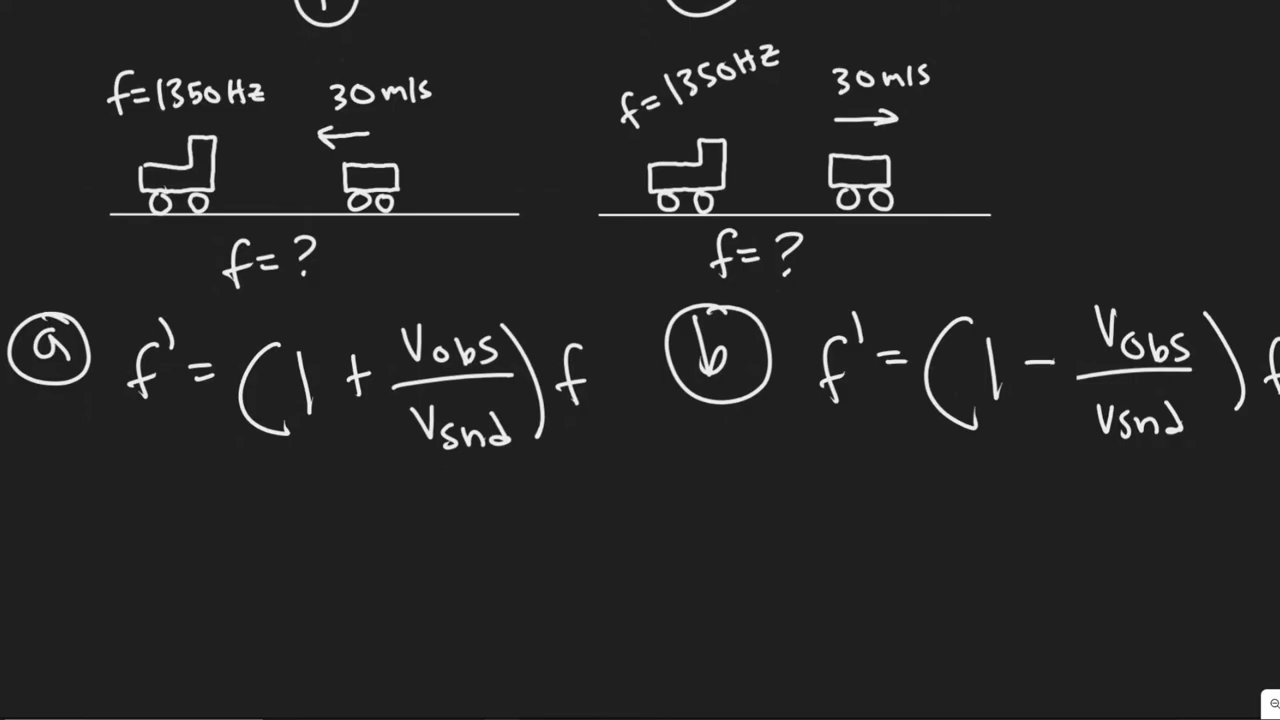 f=1350Hz
30m/s
f=?
f=1350Hz
30m/s
f=?
a f' = (1 + Vobs/Vsnd) f
b f' = (1 - Vobs/Vsnd) f